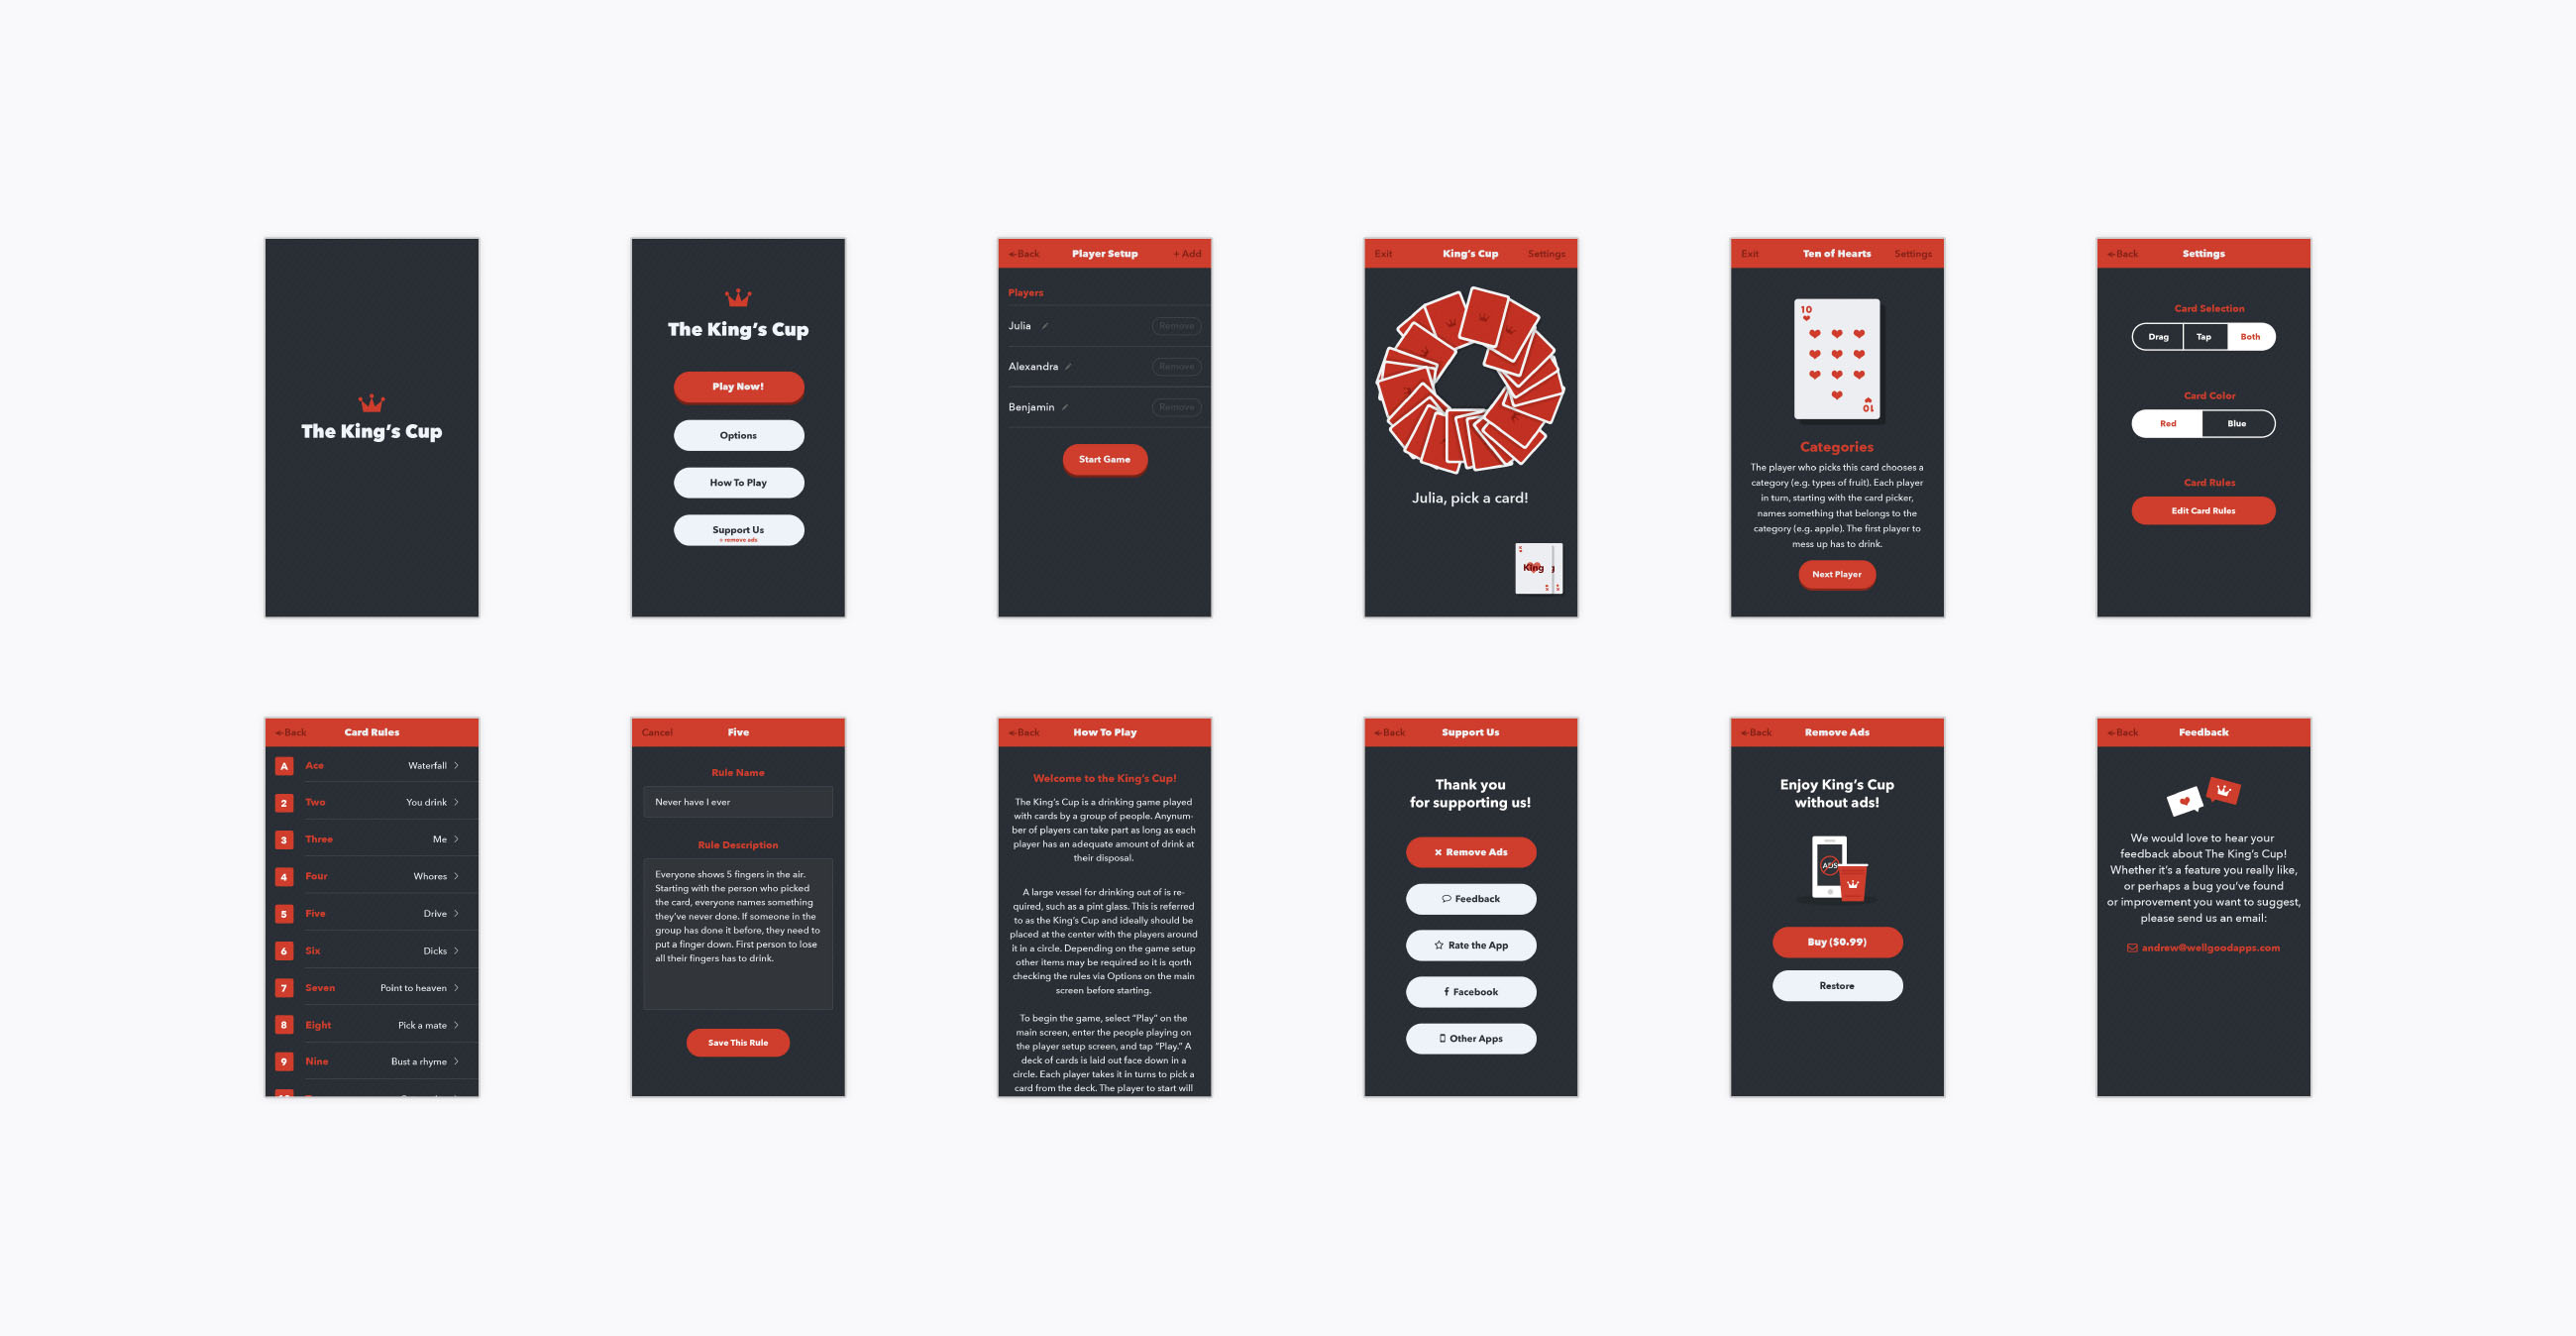 The King's Cup
The King's Cup
Play Now!
Options
How To Play
Support Us
+ remove ads
Back
Player Setup
+ Add
Players
Julia
Remove
Alexandra
Remove
Benjamin
Remove
Start Game
Exit
King's Cup
Settings
Julia, pick a card!
King
Exit
Ten of Hearts
Settings
10
10
Categories
The player who picks this card chooses a
category (e.g. types of fruit). Each player
in turn, starting with the card picker,
names something that belongs to the
category (e.g. apple). The first player to
mess up has to drink.
Next Player
Back
Settings
Card Selection
Drag
Tap
Both
Card Color
Red
Blue
Card Rules
Edit Card Rules
Back
Card Rules
A
Ace
Waterfall
2
Two
You drink
3
Three
Me
4
Four
Whores
5
Five
Drive
6
Six
Dicks
7
Seven
Point to heaven
8
Eight
Pick a mate
9
Nine
Bust a rhyme
Cancel
Five
Rule Name
Never have I ever
Rule Description
Everyone shows 5 fingers in the air.
Starting with the person who picked
the card, everyone names something
they've never done. If someone in the
group has done it before, they need to
put a finger down. First person to lose
all their fingers has to drink.
Save This Rule
Back
How To Play
Welcome to the King's Cup!
The King's Cup is a drinking game played
with cards by a group of people. Anynum-
ber of players can take part as long as each
player has an adequate amount of drink at
their disposal.
A large vessel for drinking out of is re-
quired, such as a pint glass. This is referred
to as the King's Cup and ideally should be
placed at the center with the players around
it in a circle. Depending on the game setup
other items may be required so it is qorth
checking the rules via Options on the main
screen before starting.
To begin the game, select "Play" on the
main screen, enter the people playing on
the player setup screen, and tap "Play." A
deck of cards is laid out face down in a
circle. Each player takes it in turns to pick a
card from the deck. The player to start will
Back
Support Us
Thank you
for supporting us!
Remove Ads
Feedback
Rate the App
Facebook
Other Apps
Back
Remove Ads
Enjoy King's Cup
without ads!
ADS
Buy ($0.99)
Restore
Back
Feedback
We would love to hear your
feedback about The King's Cup!
Whether it's a feature you really like,
or perhaps a bug you've found
or improvement you want to suggest,
please send us an email:
andrew@wellgoodapps.com